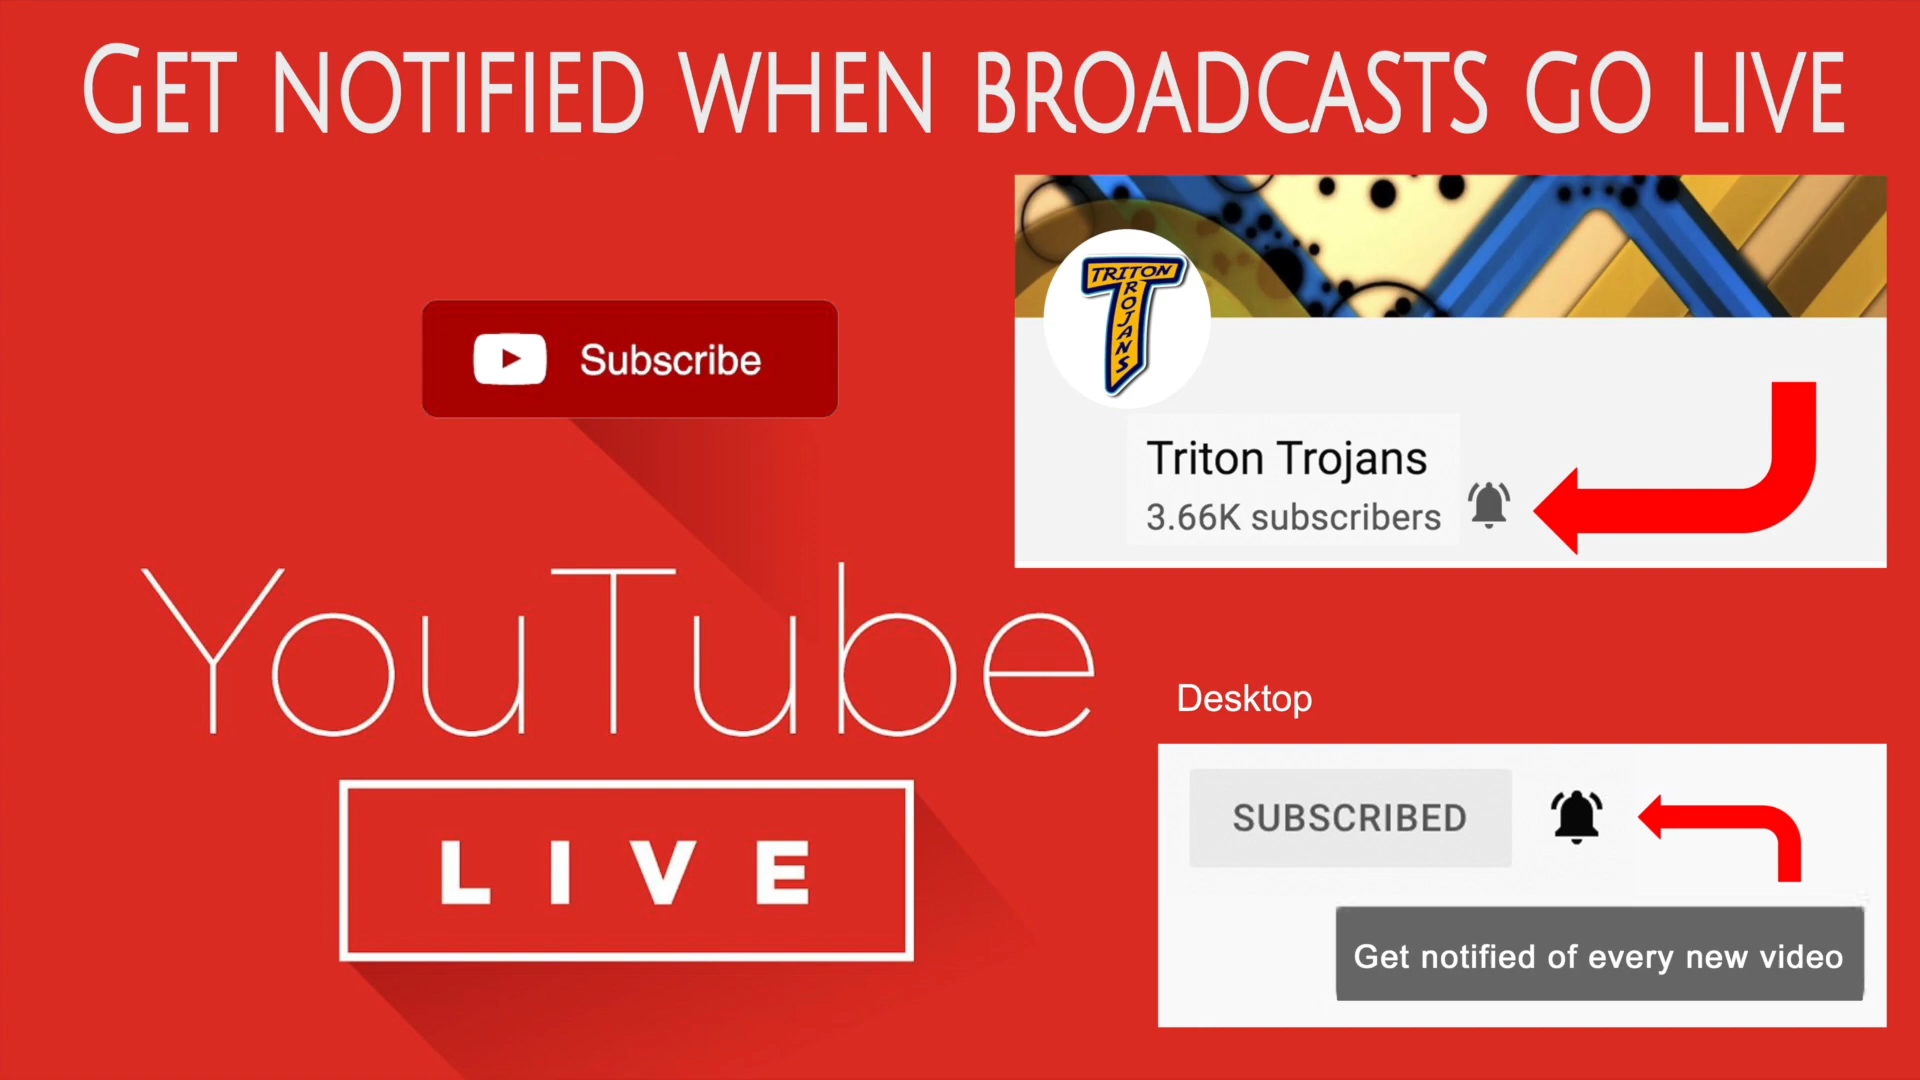 GET NOTIFIED WHEN BROADCASTS GO LIVE
Subscribe
YouTube
LIVE
TRITON
TROJANS
Triton Trojans
3.66K subscribers
Desktop
SUBSCRIBED
Get notified of every new video